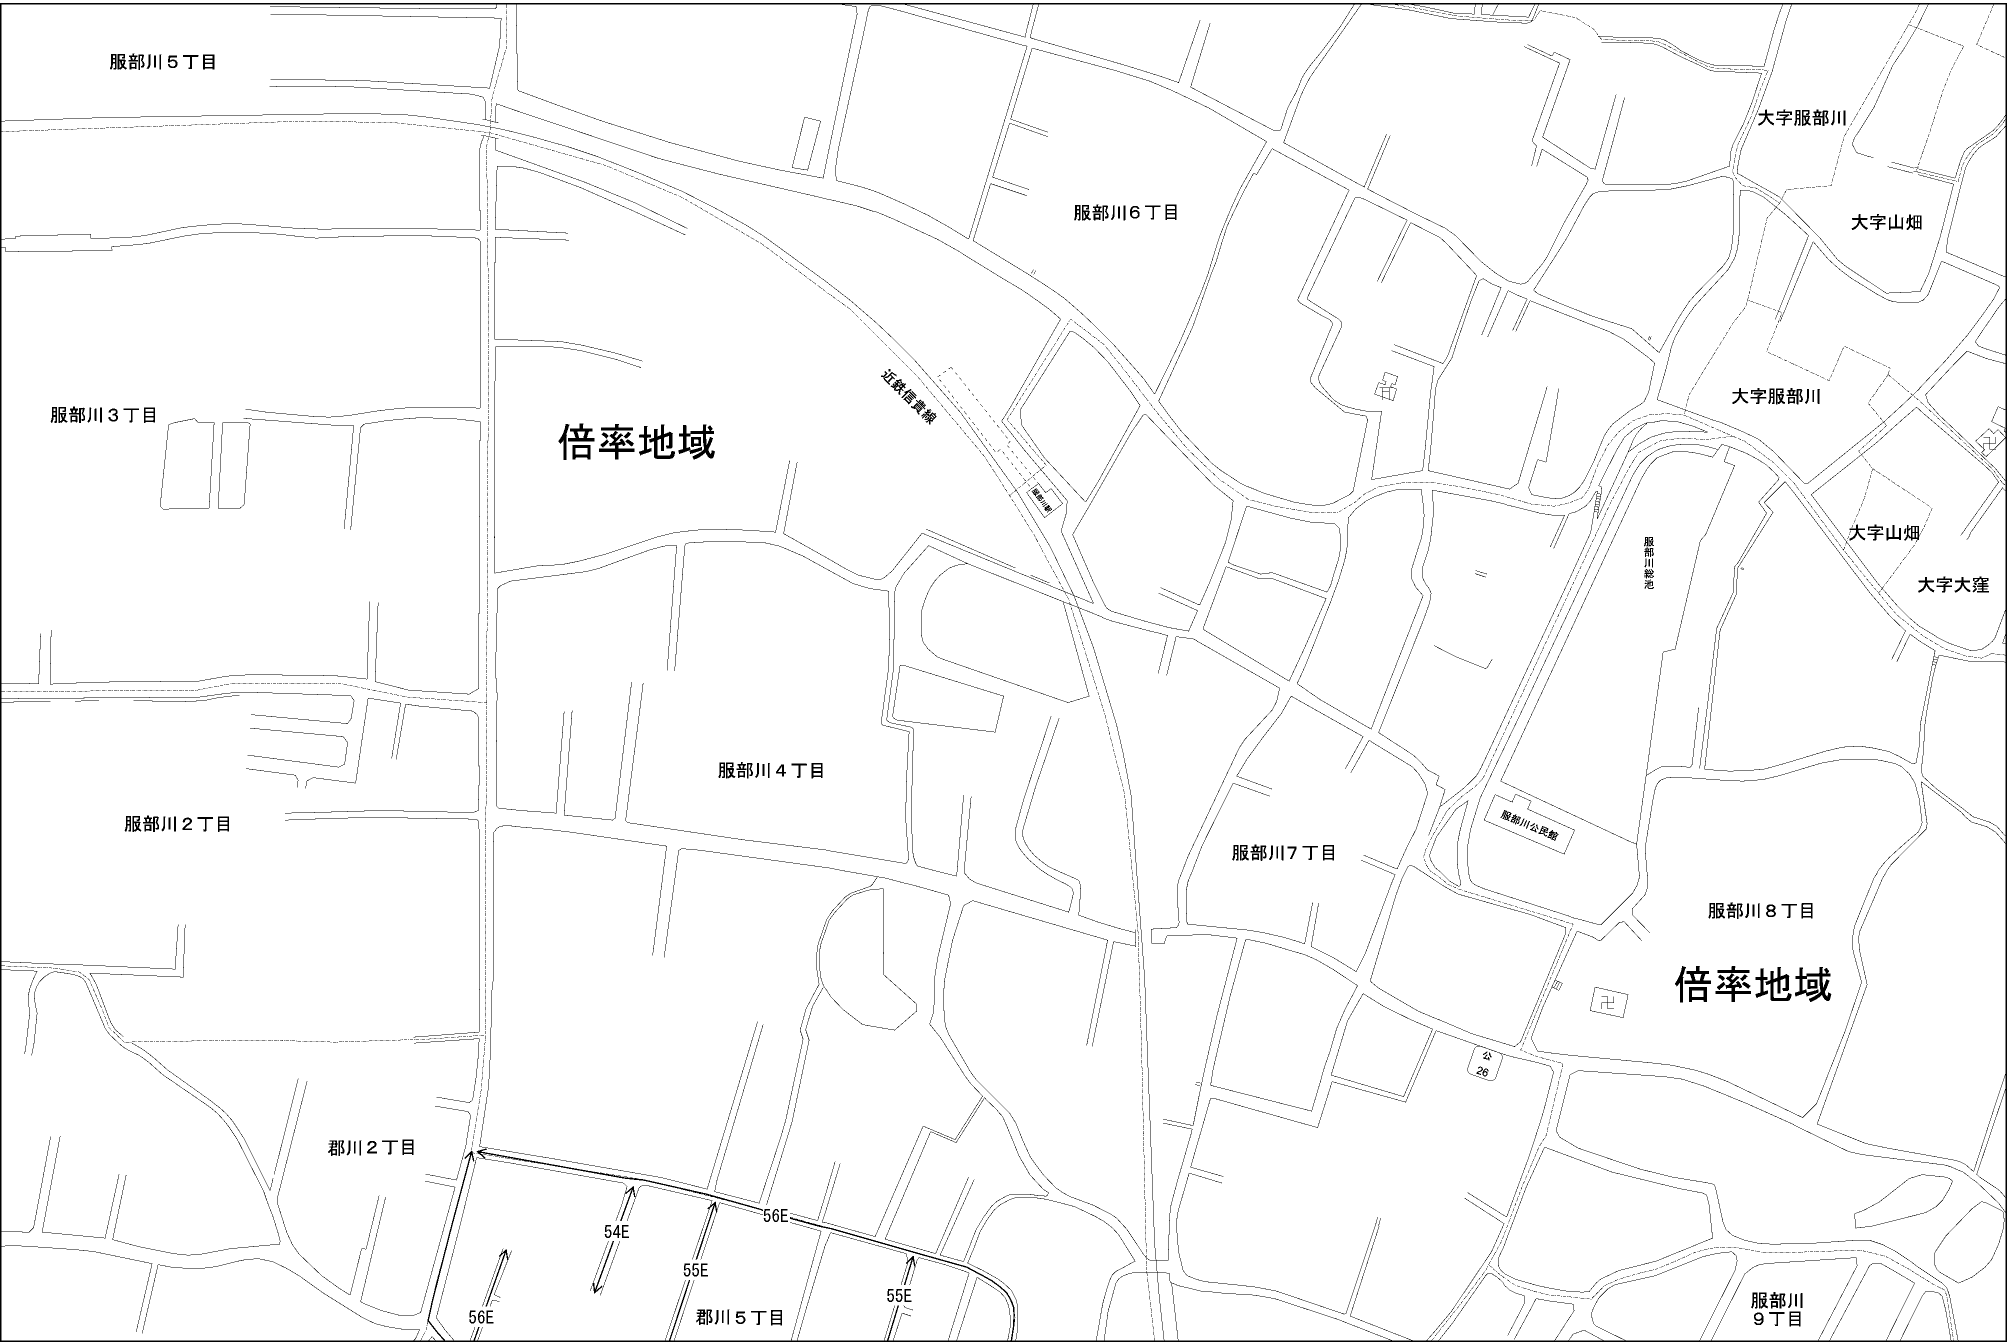 服部川５丁目
大字服部川
服部川６丁目
大字山畑
近鉄信貴線
大字服部川
服部川３丁目
倍率地域
服部川駅
大字山畑
服部川総池
大字大窪
服部川４丁目
服部川２丁目
服部川公民館
服部川７丁目
服部川８丁目
倍率地域
公
26
郡川２丁目
56E
54E
55E
55E
56E
郡川５丁目
服部川
９丁目